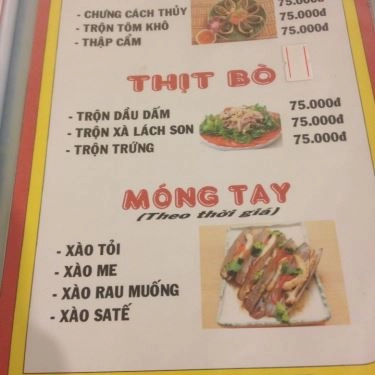 - CHƯNG CÁCH THỦY 75.000đ
- TRỘN TÔM KHÔ 75.000đ
- THẬP CẨM 75.000đ
THỊT BÒ
- TRỘN DẦU DẤM 75.000đ
- TRỘN XÀ LÁCH SON 75.000đ
- TRỘN TRỨNG 75.000đ
MÓNG TAY
(Theo thời giá)
- XÀO TỎI
- XÀO ME
- XÀO RAU MUỐNG
- XÀO SATẾ